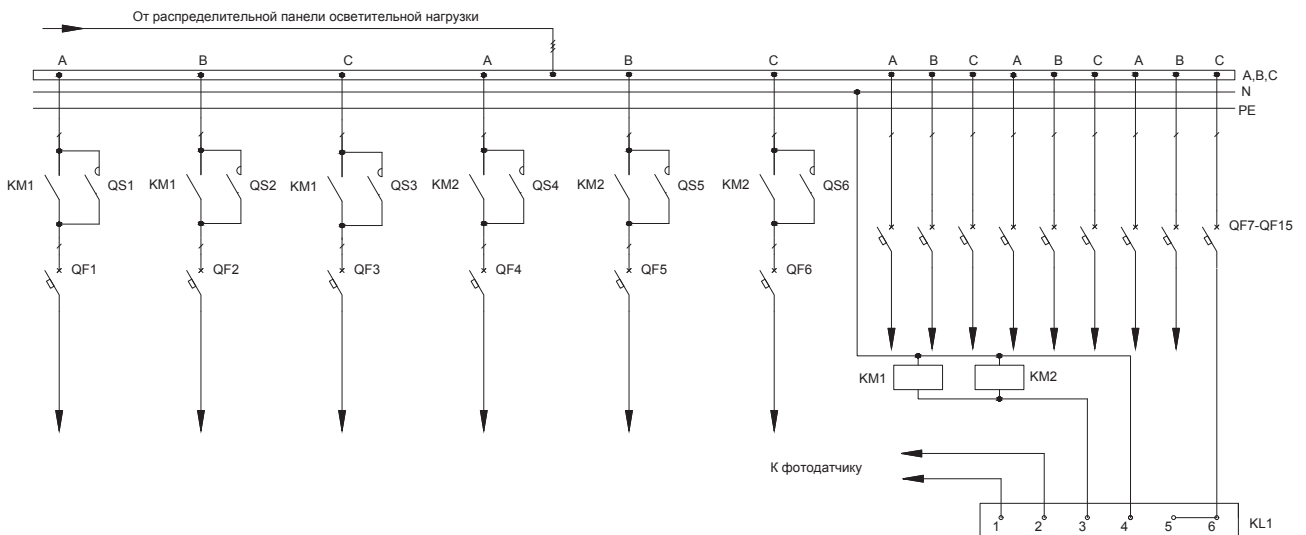 От распределительной панели осветительной нагрузки
A B C A B C A B C A B C A B C
A,B,C
N
PE
KM1 QS1 KM1 QS2 KM1 QS3 KM2 QS4 KM2 QS5 KM2 QS6
QF7-QF15
QF1 QF2 QF3 QF4 QF5 QF6
KM1 KM2
К фотодатчику
1 2 3 4 5 6 KL1